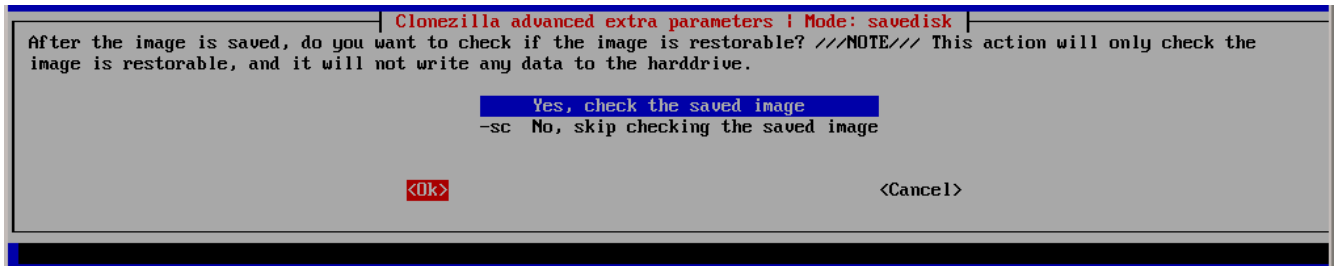 Clonezilla advanced extra parameters | Mode: savedisk
After the image is saved, do you want to check if the image is restorable? ///NOTE/// This action will only check the
image is restorable, and it will not write any data to the harddrive.
Yes, check the saved image
-sc No, skip checking the saved image
<Ok> <Cancel>